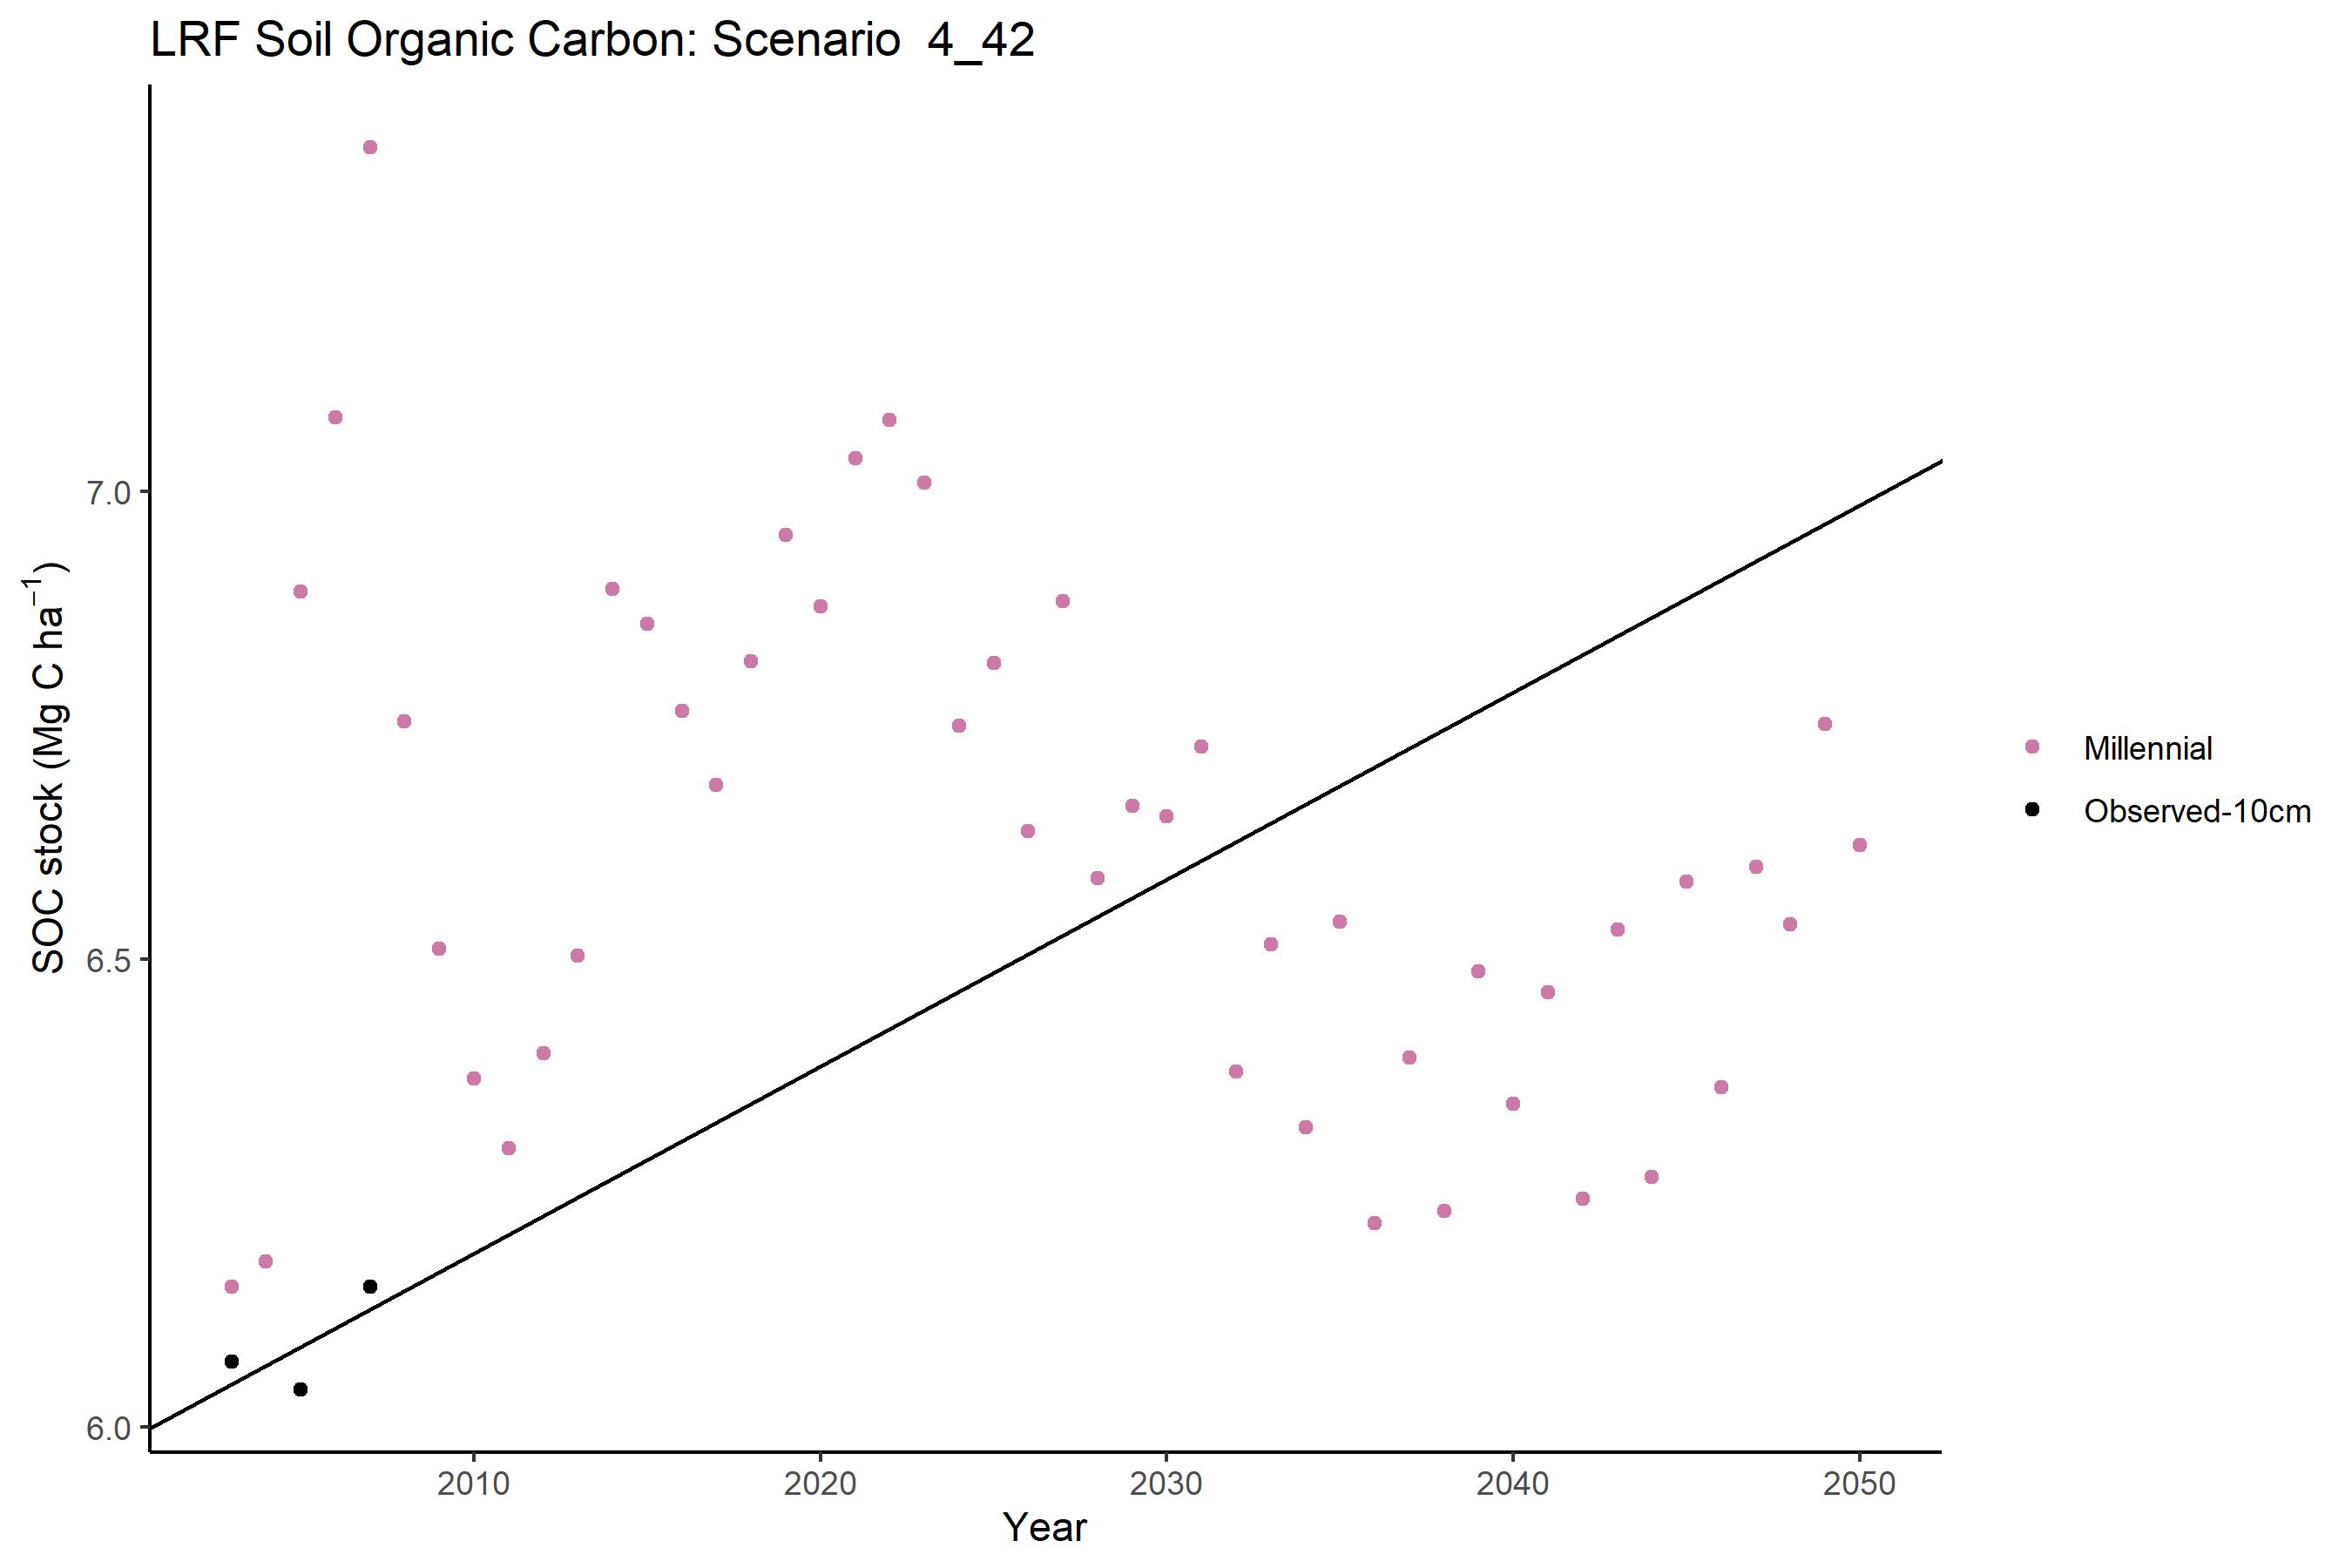 LRF Soil Organic Carbon: Scenario  4_42
SOC stock (Mg C ha⁻¹)
7.0
6.5
6.0
2010 2020 2030 2040 2050
Year
Millennial
Observed-10cm